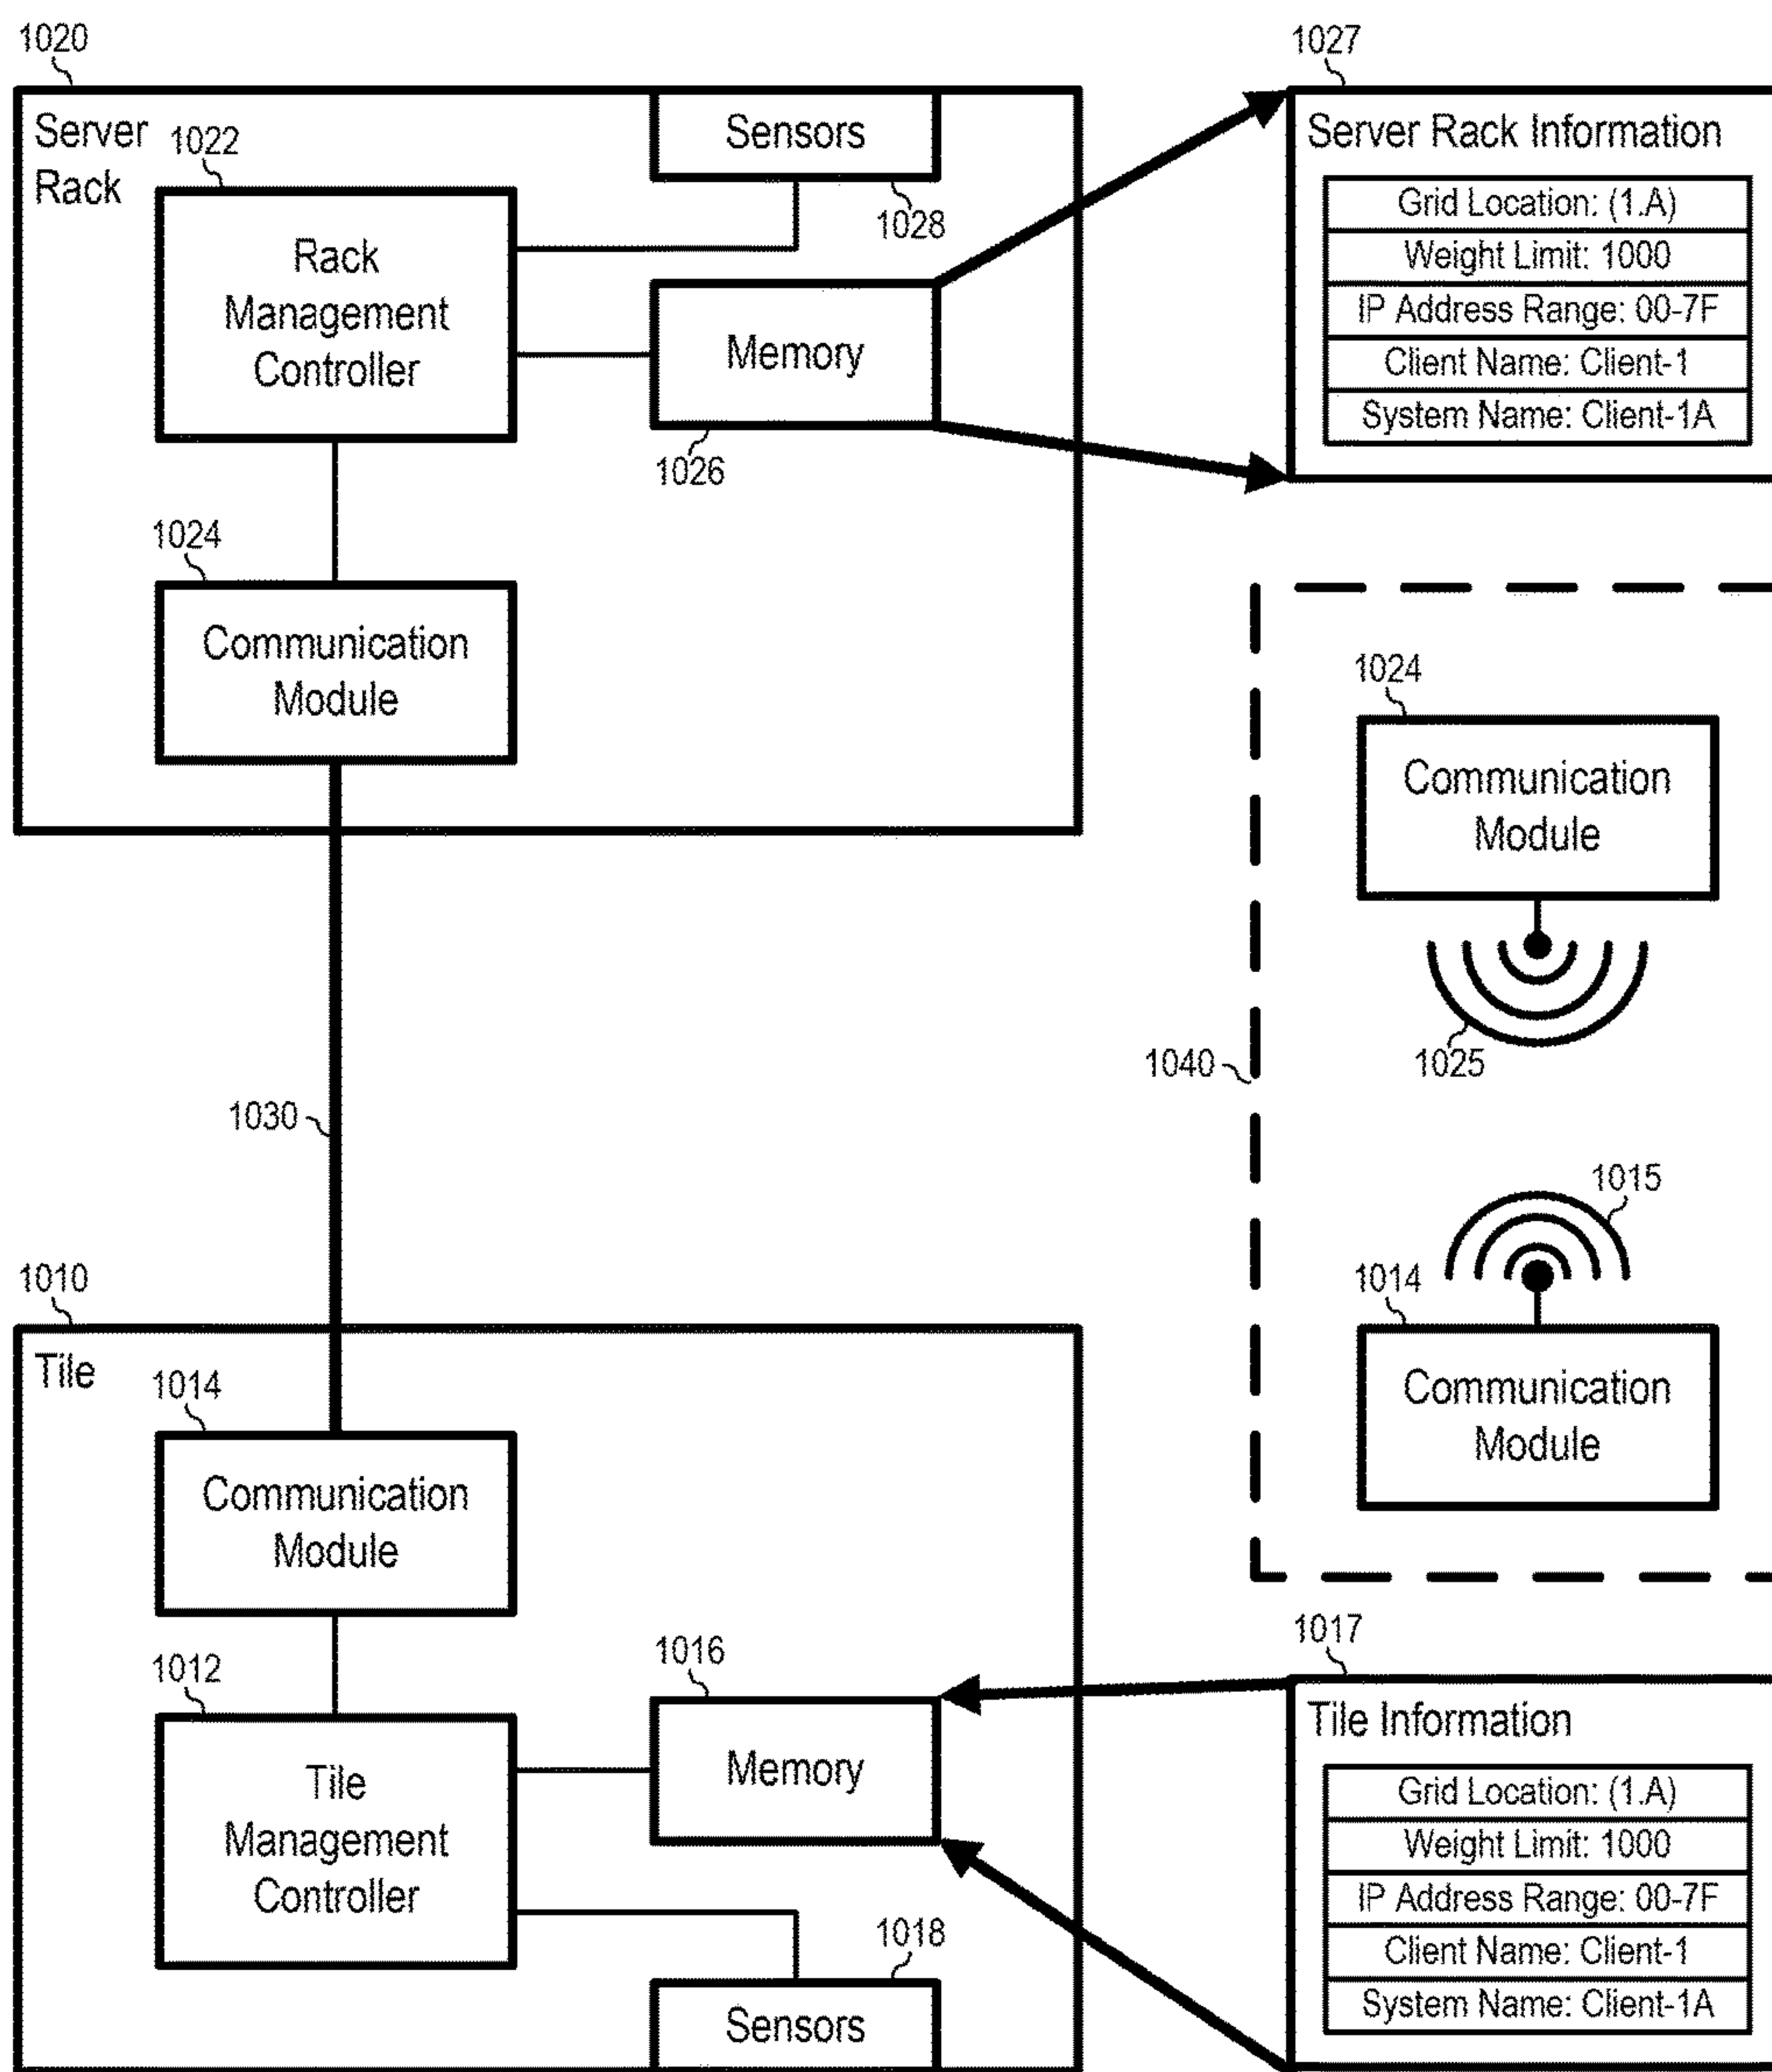 1020
Server
Rack
1022
Sensors
1028
Rack
Management
Controller
Memory
1026
1024
Communication
Module
1027
Server Rack Information
Grid Location: (1.A)
Weight Limit: 1000
IP Address Range: 00-7F
Client Name: Client-1
System Name: Client-1A
1024
Communication
Module
1025
1040
1030
1015
1014
Communication
Module
1010
Tile
1014
Communication
Module
1012
Tile
Management
Controller
1016
Memory
1018
Sensors
1017
Tile Information
Grid Location: (1.A)
Weight Limit: 1000
IP Address Range: 00-7F
Client Name: Client-1
System Name: Client-1A